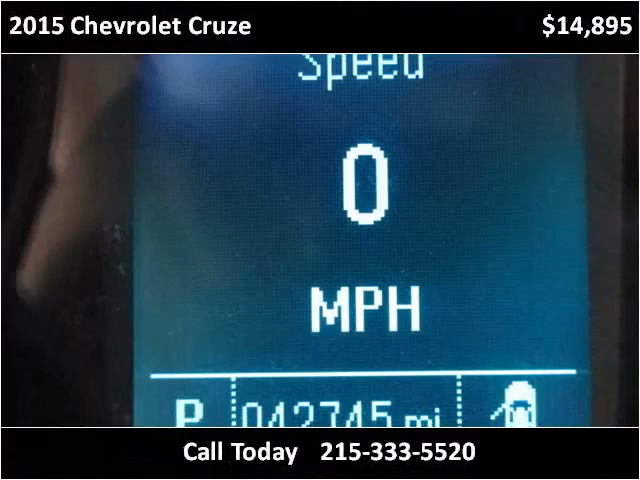 2015 Chevrolet Cruze $14,895
Speed
0
MPH
P 042745 mi
Call Today 215-333-5520